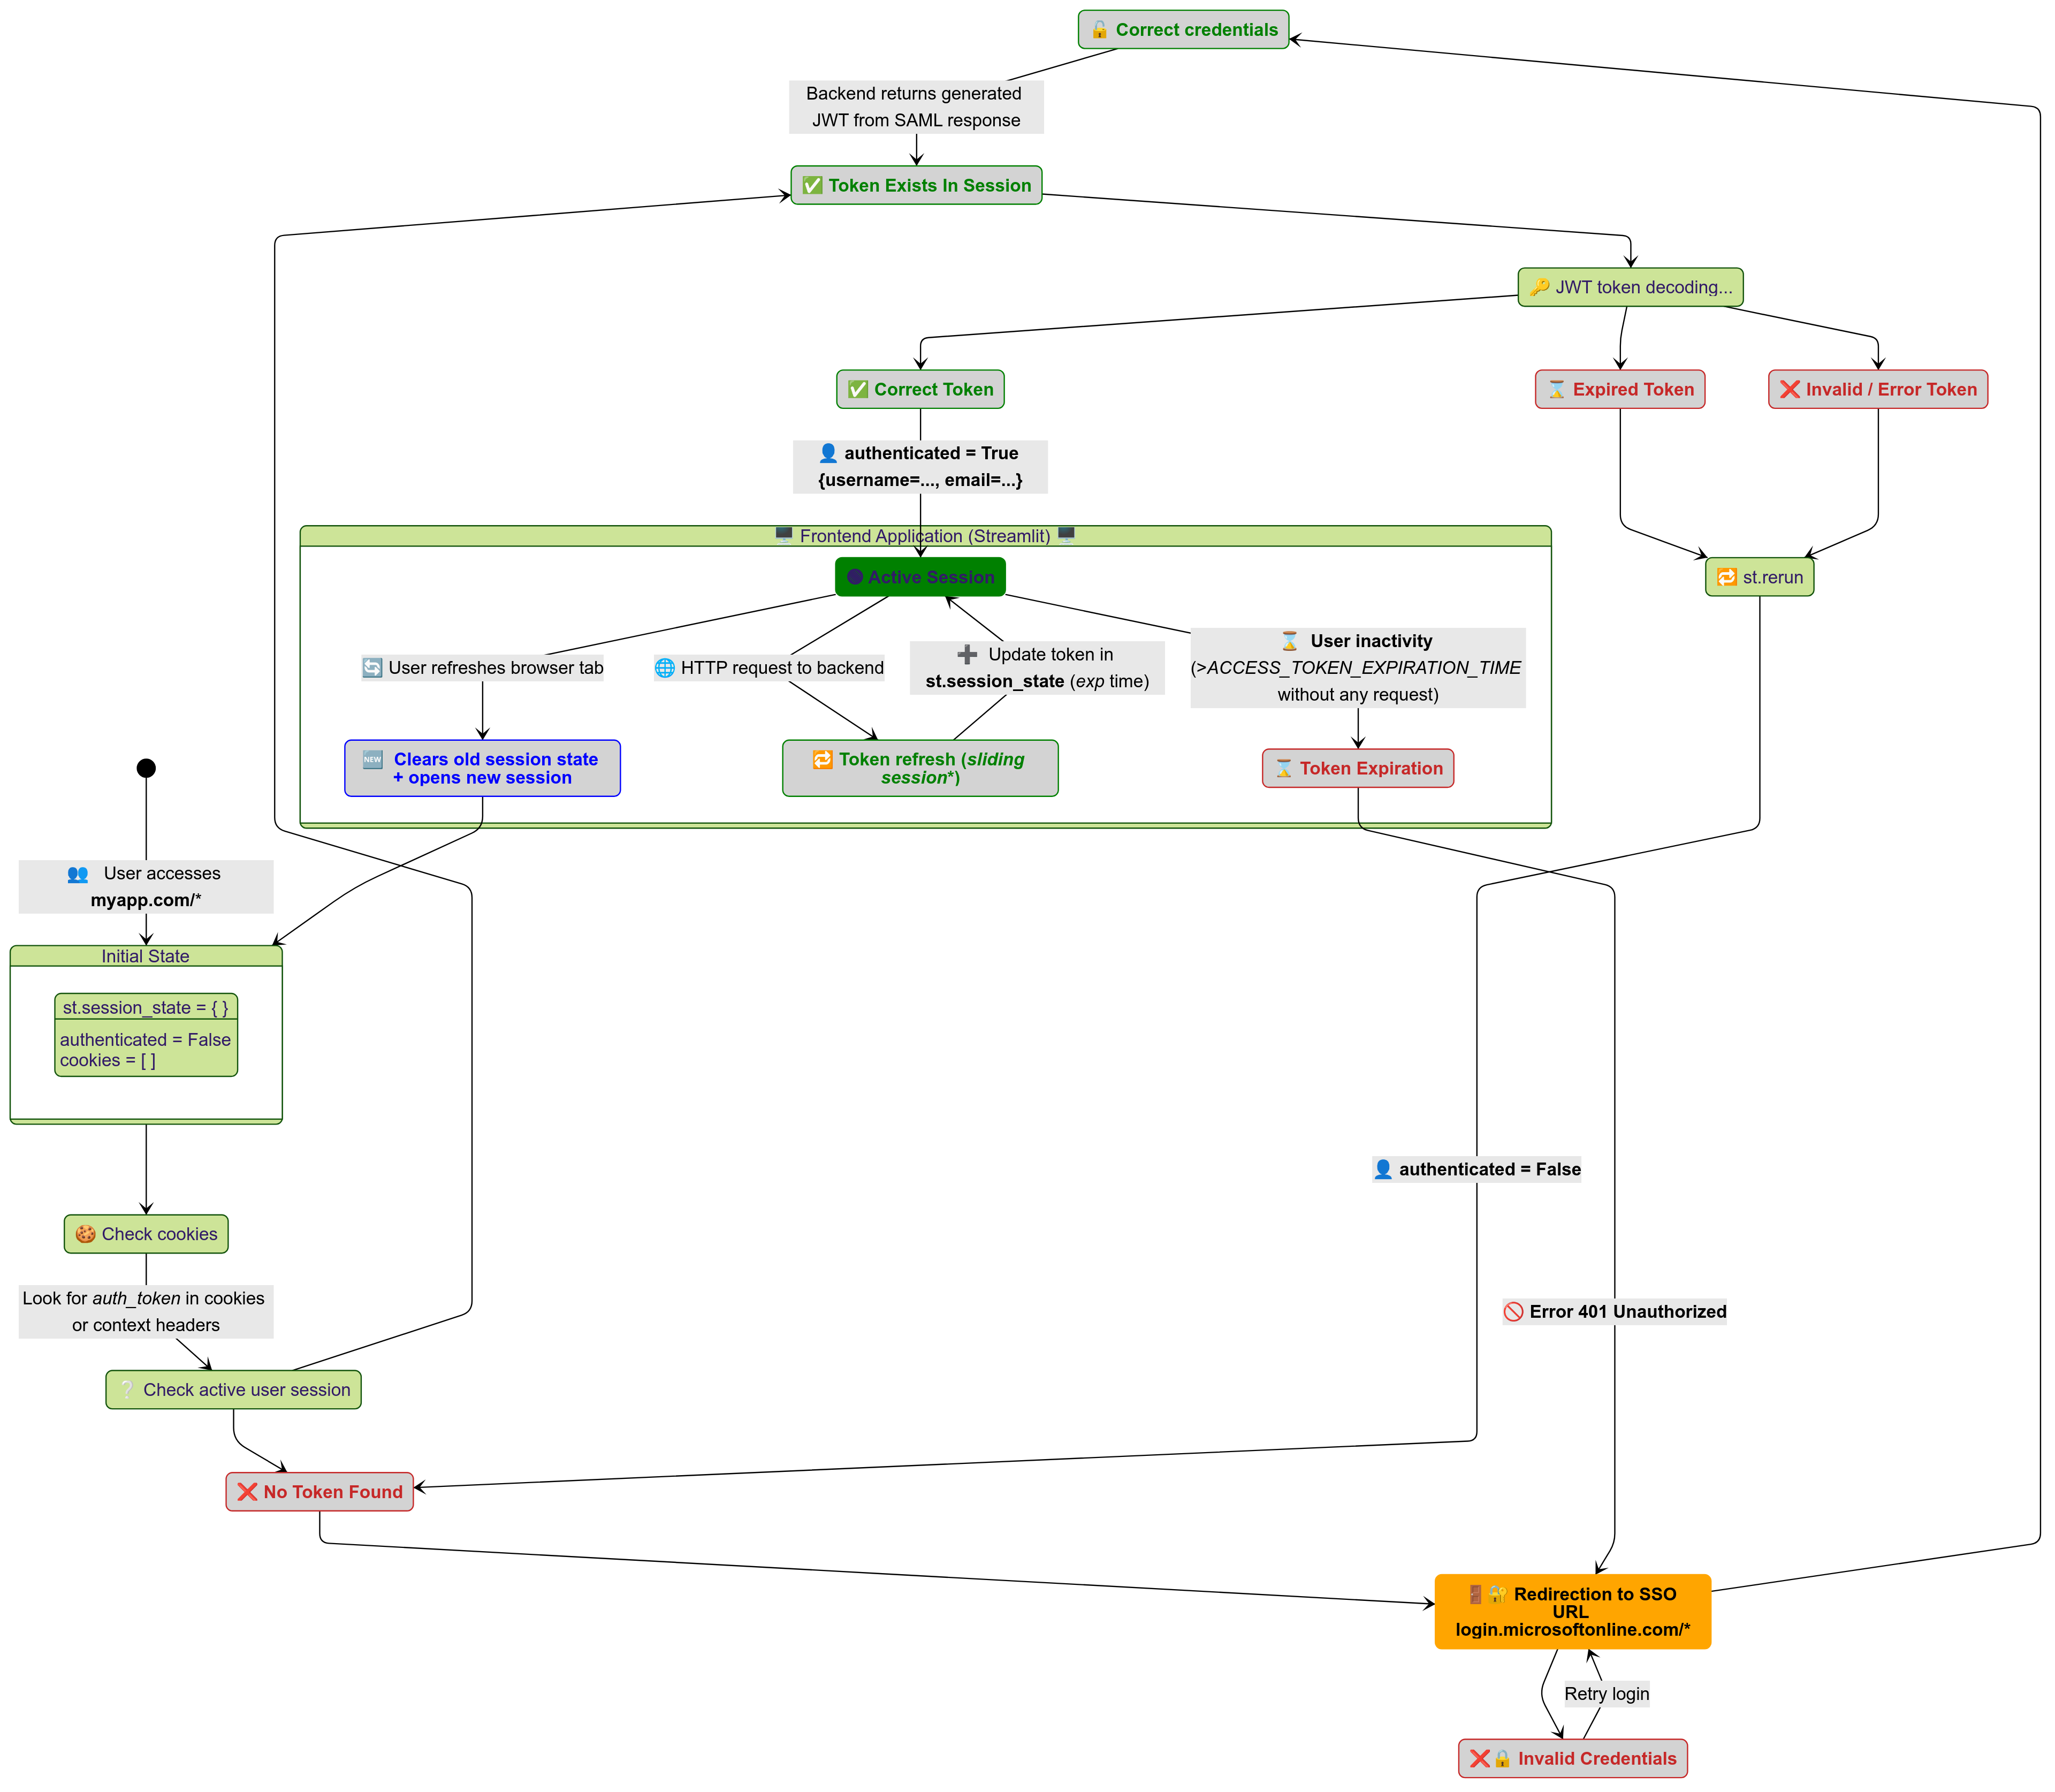 🔓 Correct credentials
Backend returns generated
JWT from SAML response
✅ Token Exists In Session
🔑 JWT token decoding...
✅ Correct Token
⌛ Expired Token
❌ Invalid / Error Token
👤 authenticated = True
{username=..., email=...}
🖥️ Frontend Application (Streamlit) 🖥️
Active Session
🔁 st.rerun
🔄 User refreshes browser tab
🌐 HTTP request to backend
➕ Update token in
st.session_state (exp time)
⌛ User inactivity
(>ACCESS_TOKEN_EXPIRATION_TIME
without any request)
🆕 Clears old session state
+ opens new session
🔁 Token refresh (sliding
session*)
⌛ Token Expiration
👥 User accesses
myapp.com/*
Initial State
st.session_state = { }
authenticated = False
cookies = [ ]
👤 authenticated = False
🍪 Check cookies
Look for auth_token in cookies
or context headers
🚫 Error 401 Unauthorized
❔ Check active user session
❌ No Token Found
🚪🔐 Redirection to SSO
URL
login.microsoftonline.com/*
Retry login
❌🔒 Invalid Credentials